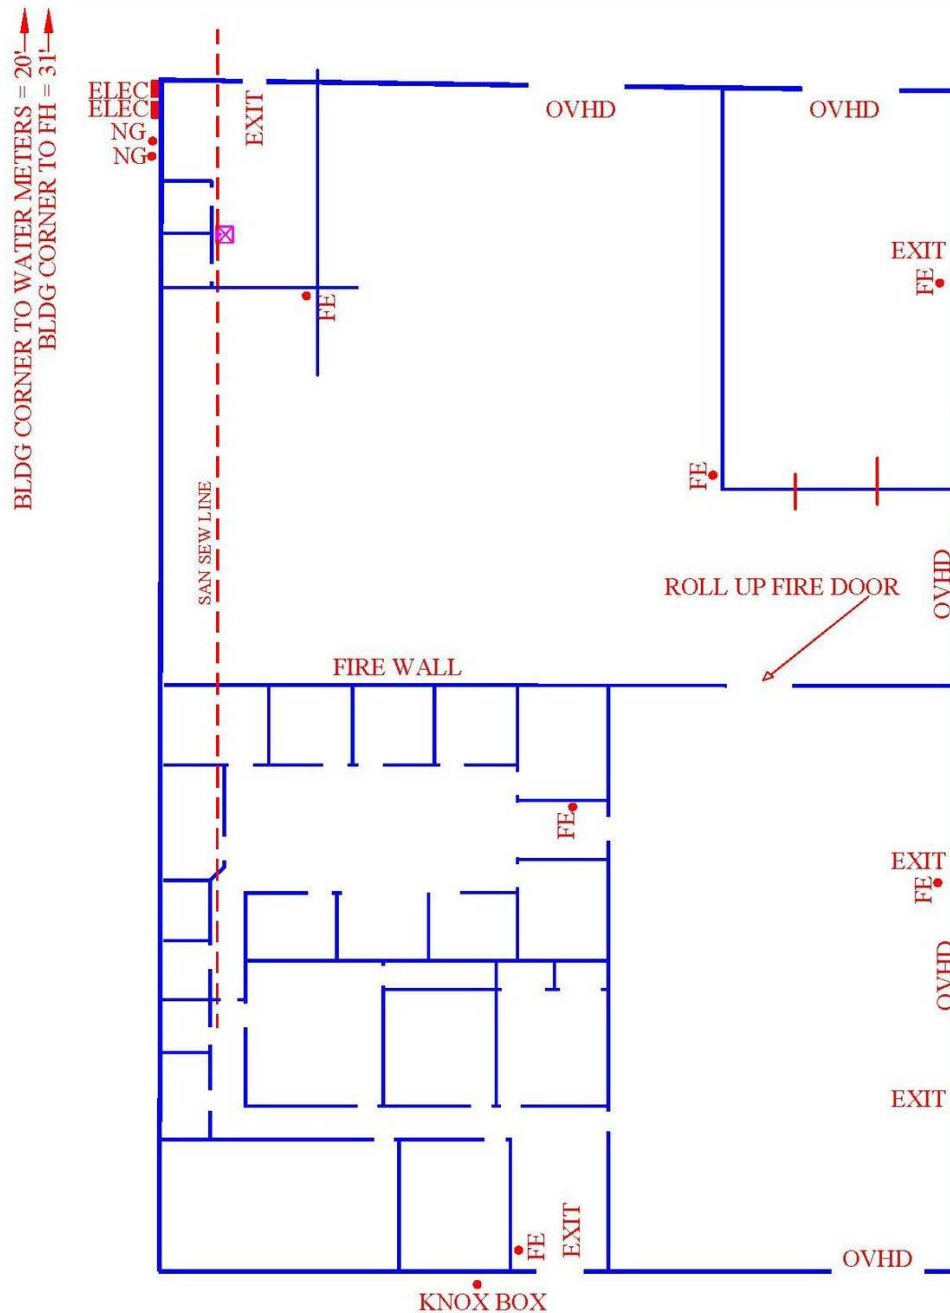 BLDG CORNER TO WATER METERS = 20'
BLDG CORNER TO FH = 31'
ELEC
ELEC
NG
NG
EXIT
OVHD
OVHD
EXIT
FE
FE
FE
SAN SEW LINE
OVHD
ROLL UP FIRE DOOR
FIRE WALL
FE
EXIT
FE
OVHD
EXIT
EXIT
FE
OVHD
KNOX BOX